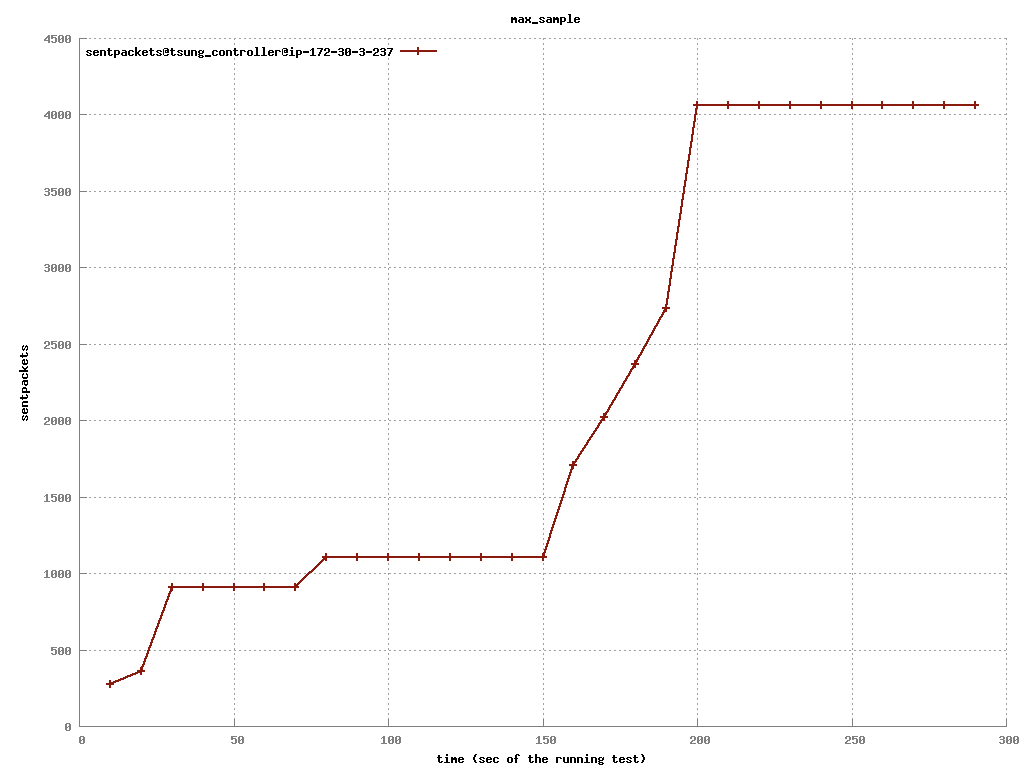 max_sample
sentpackets@tsung_controller@ip-172-30-3-237
4500
4000
3500
3000
2500
2000
1500
1000
500
0
sentpackets
0 50 100 150 200 250 300
time (sec of the running test)